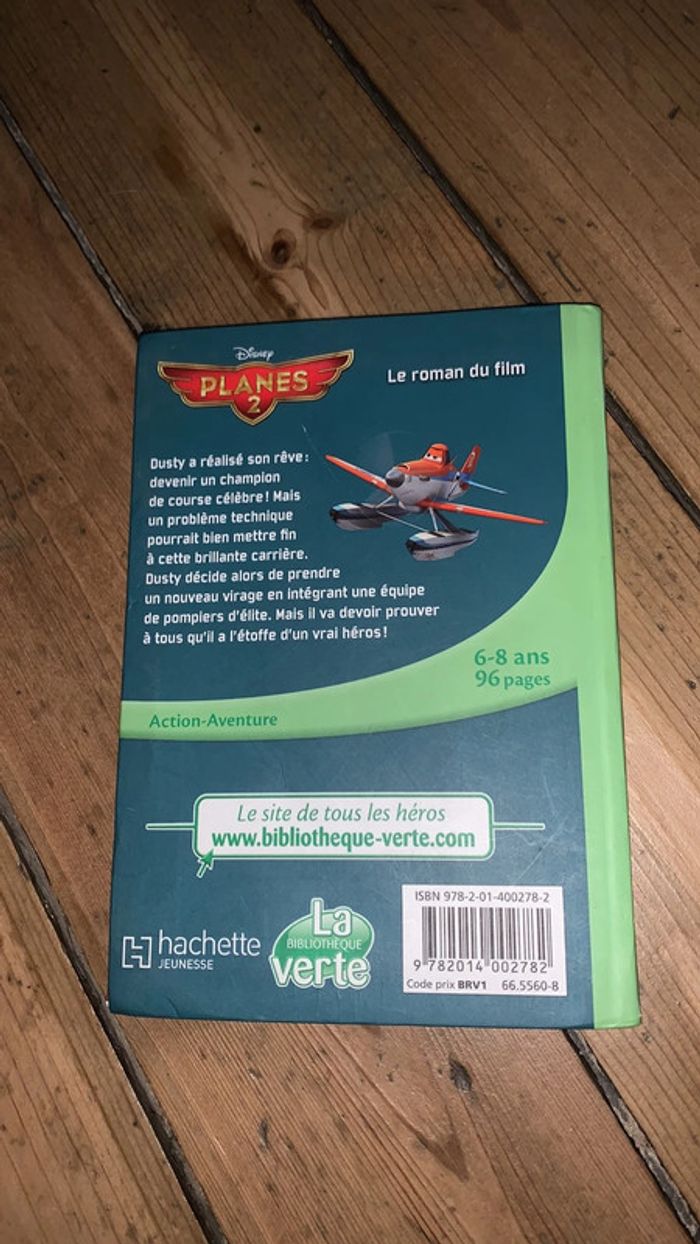 Disney
PLANES
2
Le roman du film
Dusty a réalisé son rêve :
devenir un champion
de course célèbre ! Mais
un problème technique
pourrait bien mettre fin
à cette brillante carrière.
Dusty décide alors de prendre
un nouveau virage en intégrant une équipe
de pompiers d'élite. Mais il va devoir prouver
à tous qu'il a l'étoffe d'un vrai héros !
6-8 ans
96 pages
Action-Aventure
Le site de tous les héros
www.bibliotheque-verte.com
hachette
JEUNESSE
La
BIBLIOTHÈQUE
verte
ISBN 978-2-01-400278-2
9 782014 002782
Code prix BRV1 66.5560-8